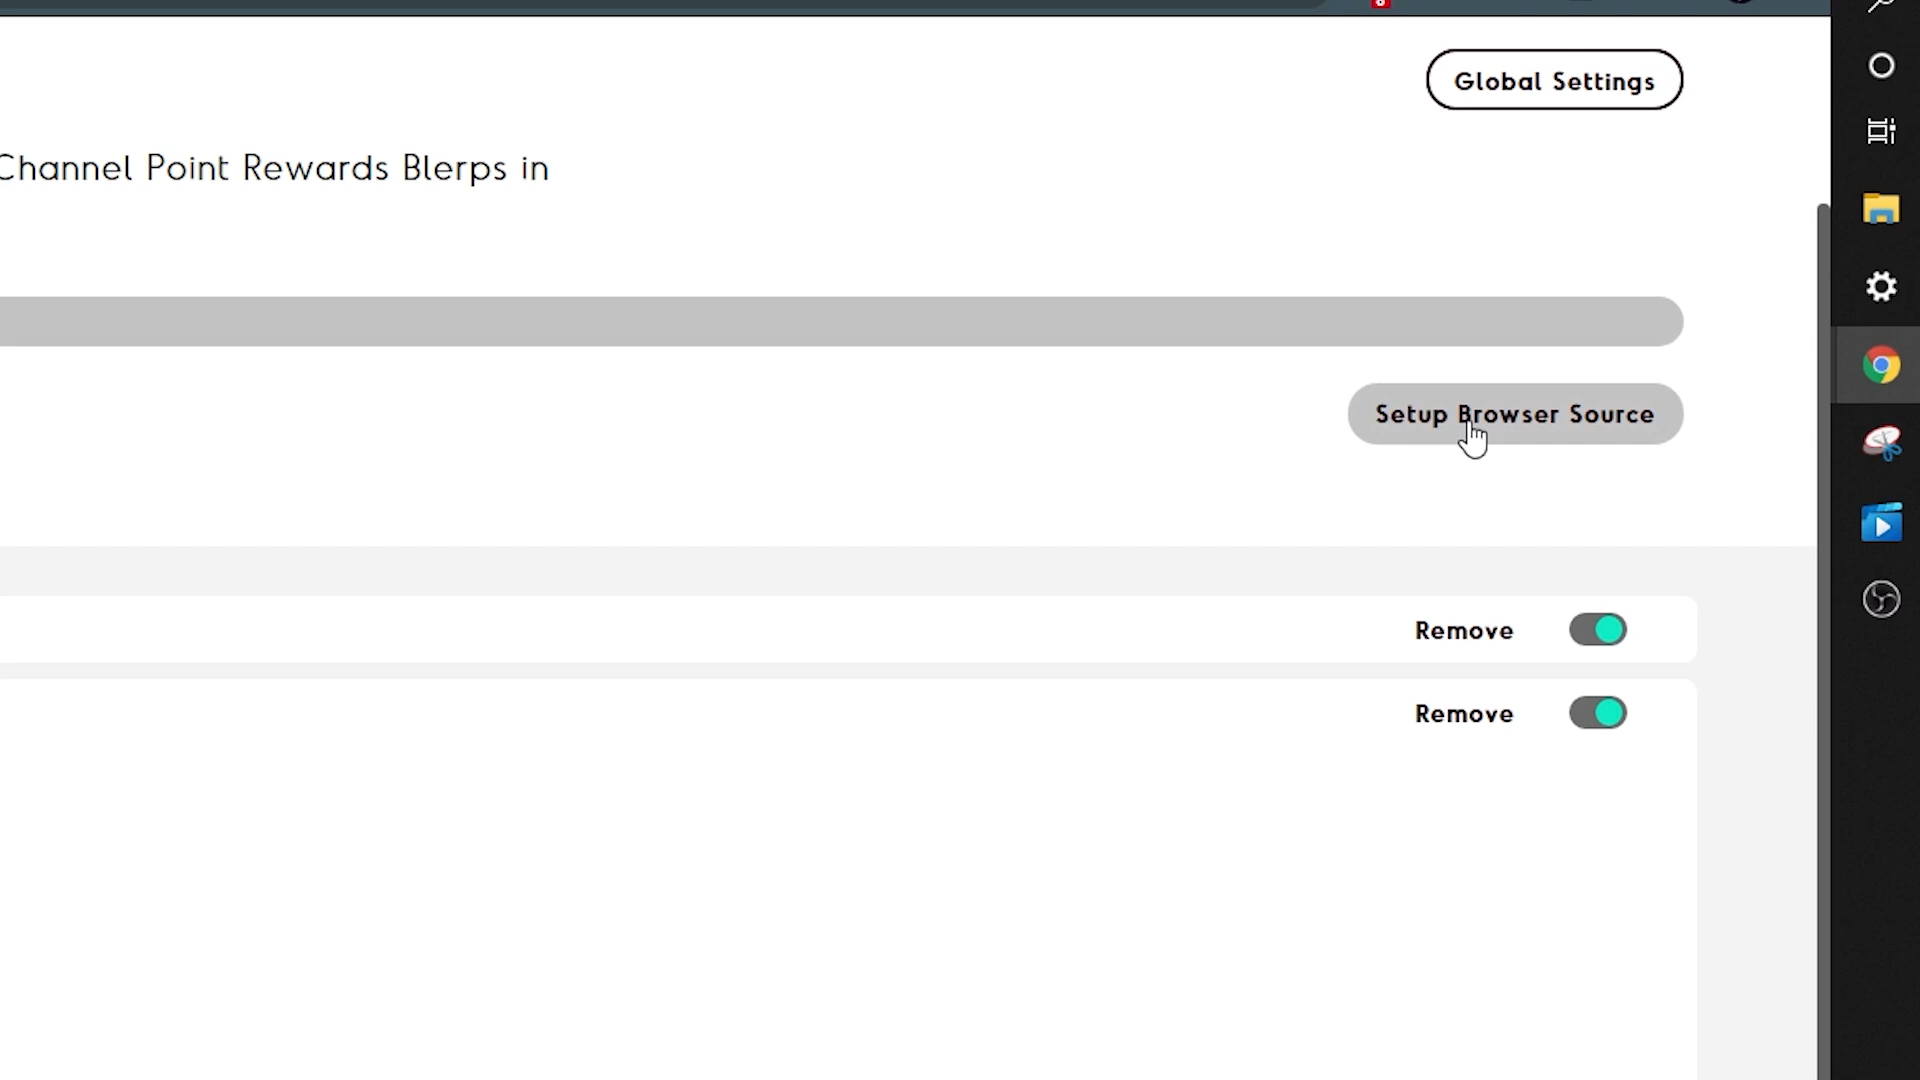 Global Settings
Channel Point Rewards Blerps in
Setup Browser Source
Remove
Remove